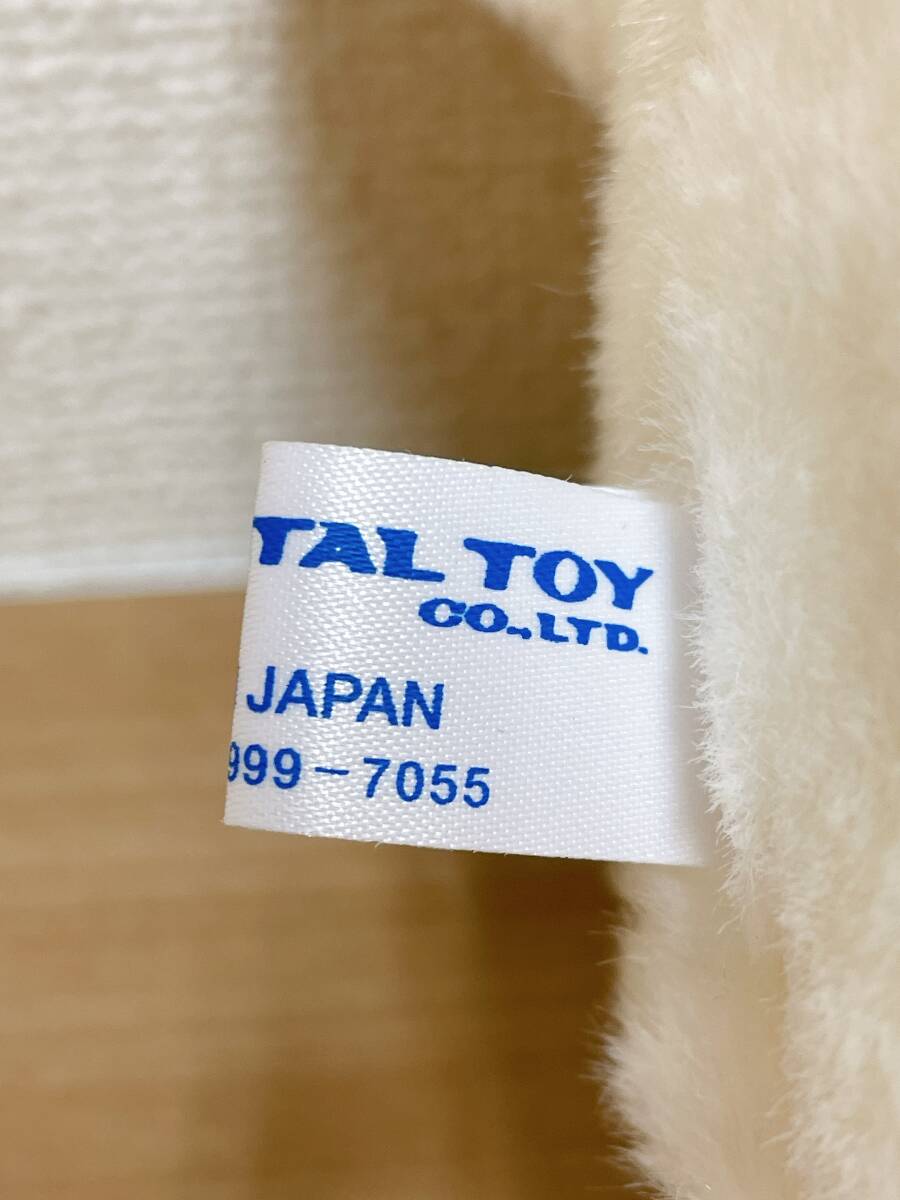 TAL TOY
CO., LTD.
JAPAN
999-7055